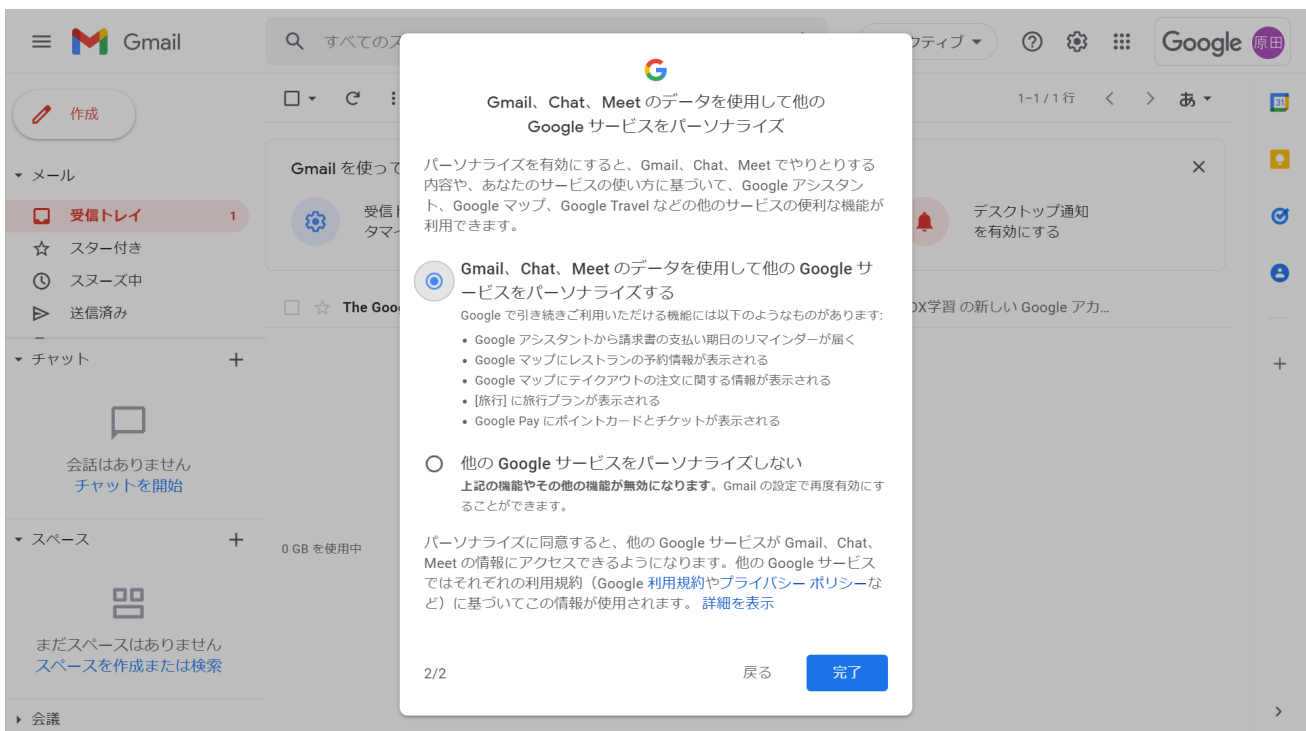 Gmail
すべてのス
クティブ
Google 原田
作成
1-1 / 1 行
あ
31
メール
受信トレイ 1
スター付き
スヌーズ中
送信済み
チャット
会話はありません
チャットを開始
スペース
まだスペースはありません
スペースを作成または検索
会議
Gmail を使って
受信ト
タマイ
デスクトップ通知
を有効にする
The Goo
DX学習 の新しい Google アカ...
0 GB を使用中
Gmail、Chat、Meet のデータを使用して他の
Google サービスをパーソナライズ
パーソナライズを有効にすると、Gmail、Chat、Meet でやりとりする
内容や、あなたのサービスの使い方に基づいて、Google アシスタン
ト、Google マップ、Google Travel などの他のサービスの便利な機能が
利用できます。
Gmail、Chat、Meet のデータを使用して他の Google サ
ービスをパーソナライズする
Google で引き続きご利用いただける機能には以下のようなものがあります:
• Google アシスタントから請求書の支払い期日のリマインダーが届く
• Google マップにレストランの予約情報が表示される
• Google マップにテイクアウトの注文に関する情報が表示される
• [旅行] に旅行プランが表示される
• Google Pay にポイントカードとチケットが表示される
他の Google サービスをパーソナライズしない
上記の機能やその他の機能が無効になります。Gmail の設定で再度有効にす
ることができます。
パーソナライズに同意すると、他の Google サービスが Gmail、Chat、
Meet の情報にアクセスできるようになります。他の Google サービス
ではそれぞれの利用規約（Google 利用規約やプライバシー ポリシーな
ど）に基づいてこの情報が使用されます。 詳細を表示
2/2
戻る
完了